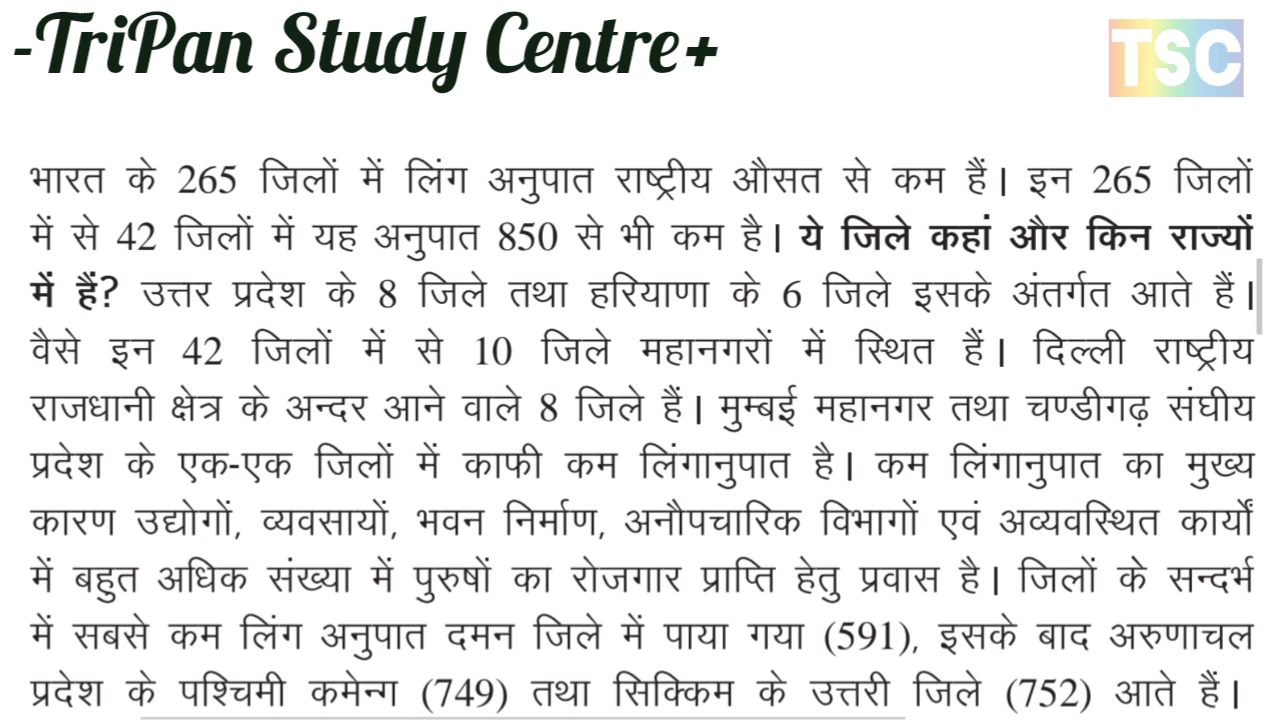 -TriPan Study Centre+
TSC
भारत के 265 जिलों में लिंग अनुपात राष्ट्रीय औसत से कम हैं। इन 265 जिलों
में से 42 जिलों में यह अनुपात 850 से भी कम है। ये जिले कहां और किन राज्यों
में हैं? उत्तर प्रदेश के 8 जिले तथा हरियाणा के 6 जिले इसके अंतर्गत आते हैं।
वैसे इन 42 जिलों में से 10 जिले महानगरों में स्थित हैं। दिल्ली राष्ट्रीय
राजधानी क्षेत्र के अन्दर आने वाले 8 जिले हैं। मुम्बई महानगर तथा चण्डीगढ़ संघीय
प्रदेश के एक-एक जिलों में काफी कम लिंगानुपात है। कम लिंगानुपात का मुख्य
कारण उद्योगों, व्यवसायों, भवन निर्माण, अनौपचारिक विभागों एवं अव्यवस्थित कार्यों
में बहुत अधिक संख्या में पुरुषों का रोजगार प्राप्ति हेतु प्रवास है। जिलों के सन्दर्भ
में सबसे कम लिंग अनुपात दमन जिले में पाया गया (591), इसके बाद अरुणाचल
प्रदेश के पश्चिमी कमेन्ग (749) तथा सिक्किम के उत्तरी जिले (752) आते हैं।